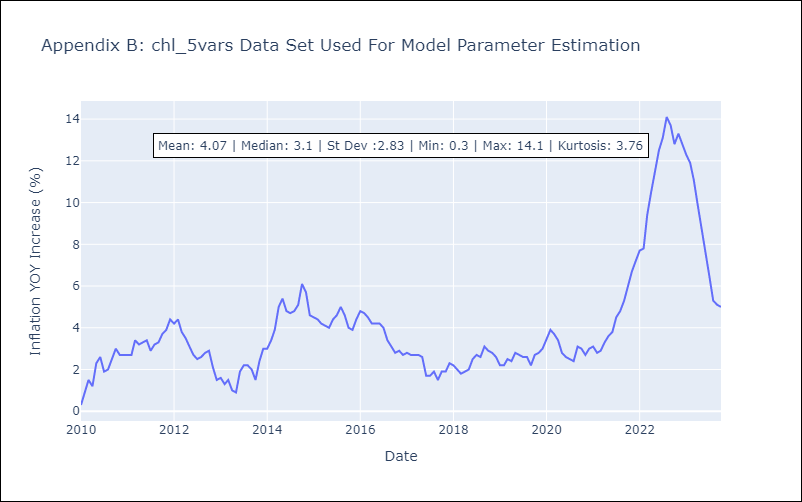 Appendix B: chl_5vars Data Set Used For Model Parameter Estimation
14
Mean: 4.07 | Median: 3.1 | St Dev :2.83 | Min: 0.3 | Max: 14.1 | Kurtosis: 3.76
12
10
8
6
4
2
0
Inflation YOY Increase (%)
2010 2012 2014 2016 2018 2020 2022
Date